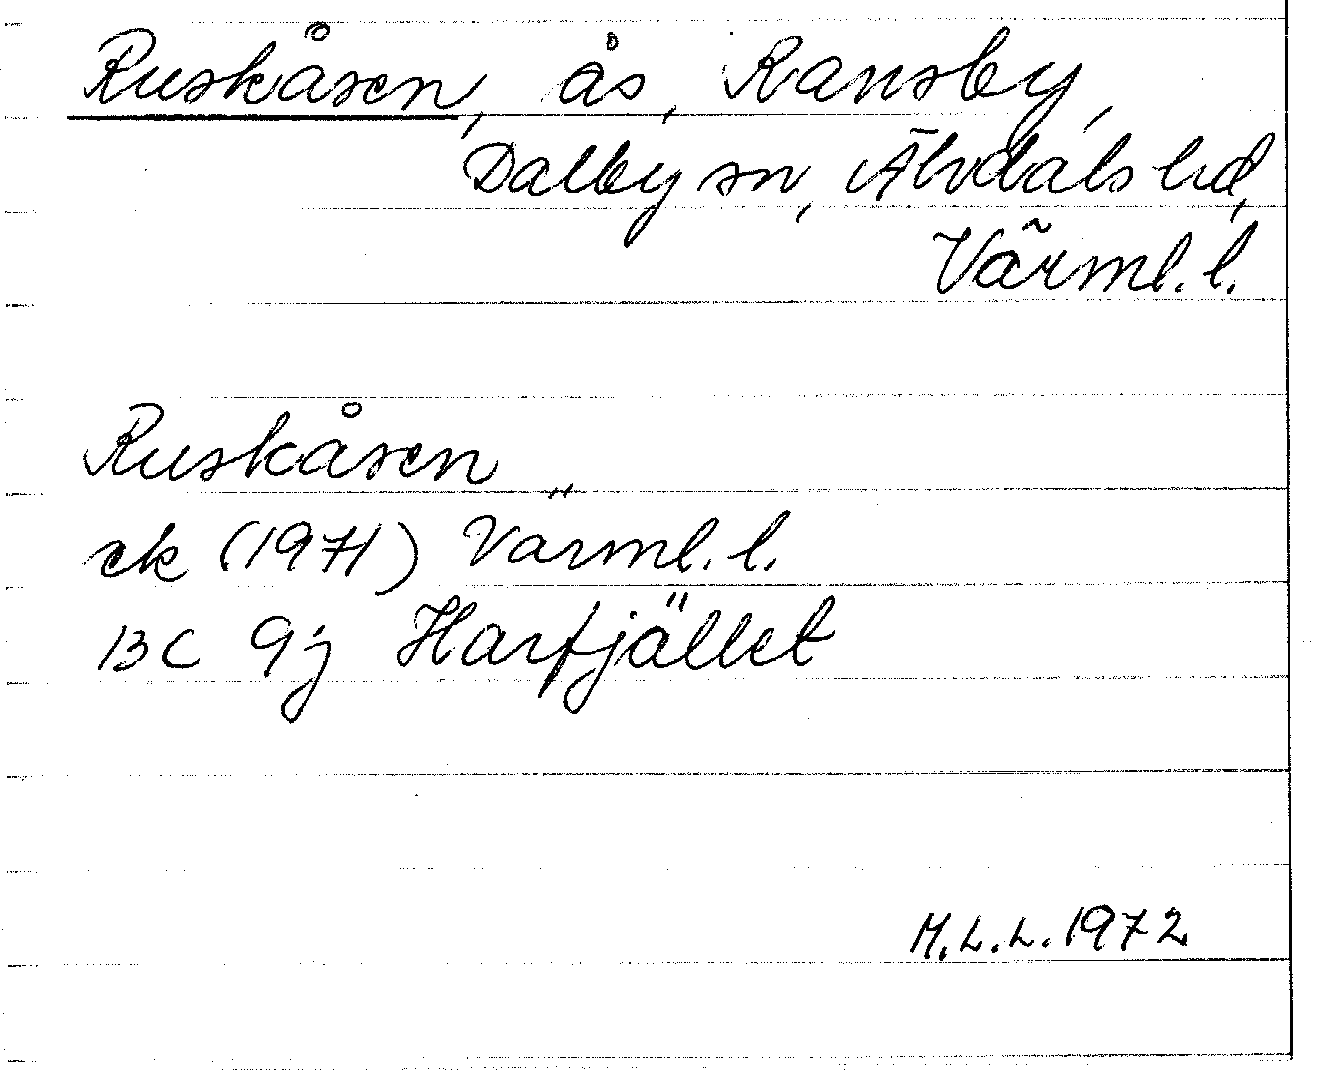 Ruskåsen, ås, Ransby,
Dalby sn, Älvdals hd,
Värml. l.
Ruskåsen
ek (1971) Värml. l.
13C 9j Harfjället
M.L.L. 1972